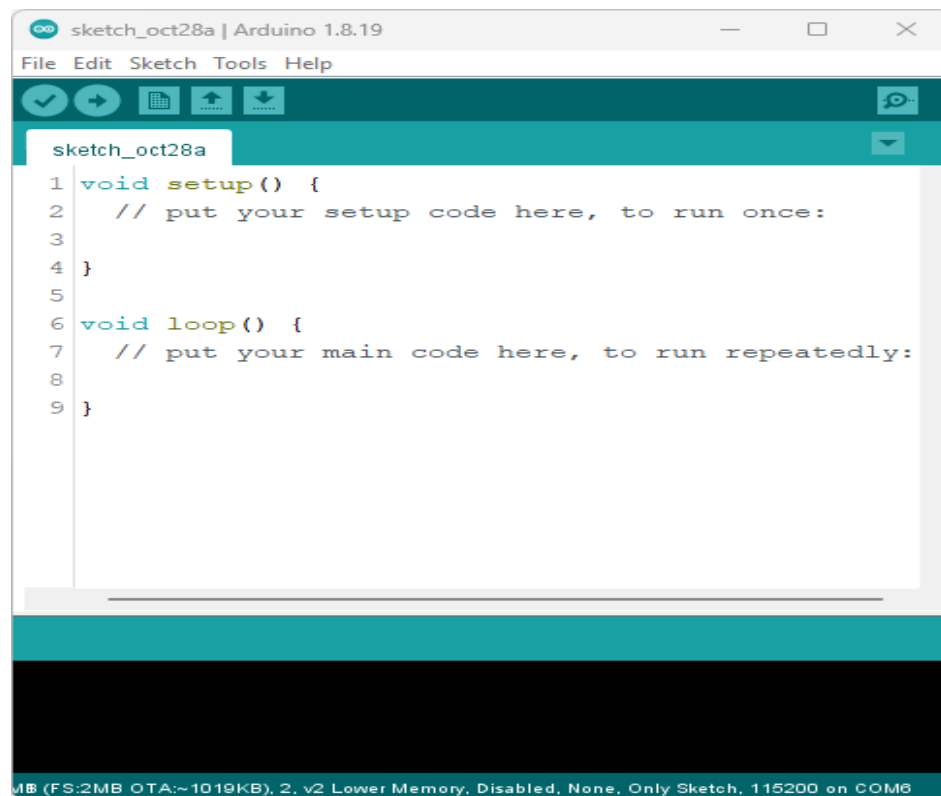 sketch_oct28a | Arduino 1.8.19
File Edit Sketch Tools Help
sketch_oct28a
1 void setup() {
2 // put your setup code here, to run once:
3
4 }
5
6 void loop() {
7 // put your main code here, to run repeatedly:
8
9 }
(FS:2MB OTA:~1019KB), 2, v2 Lower Memory, Disabled, None, Only Sketch, 115200 on COM6